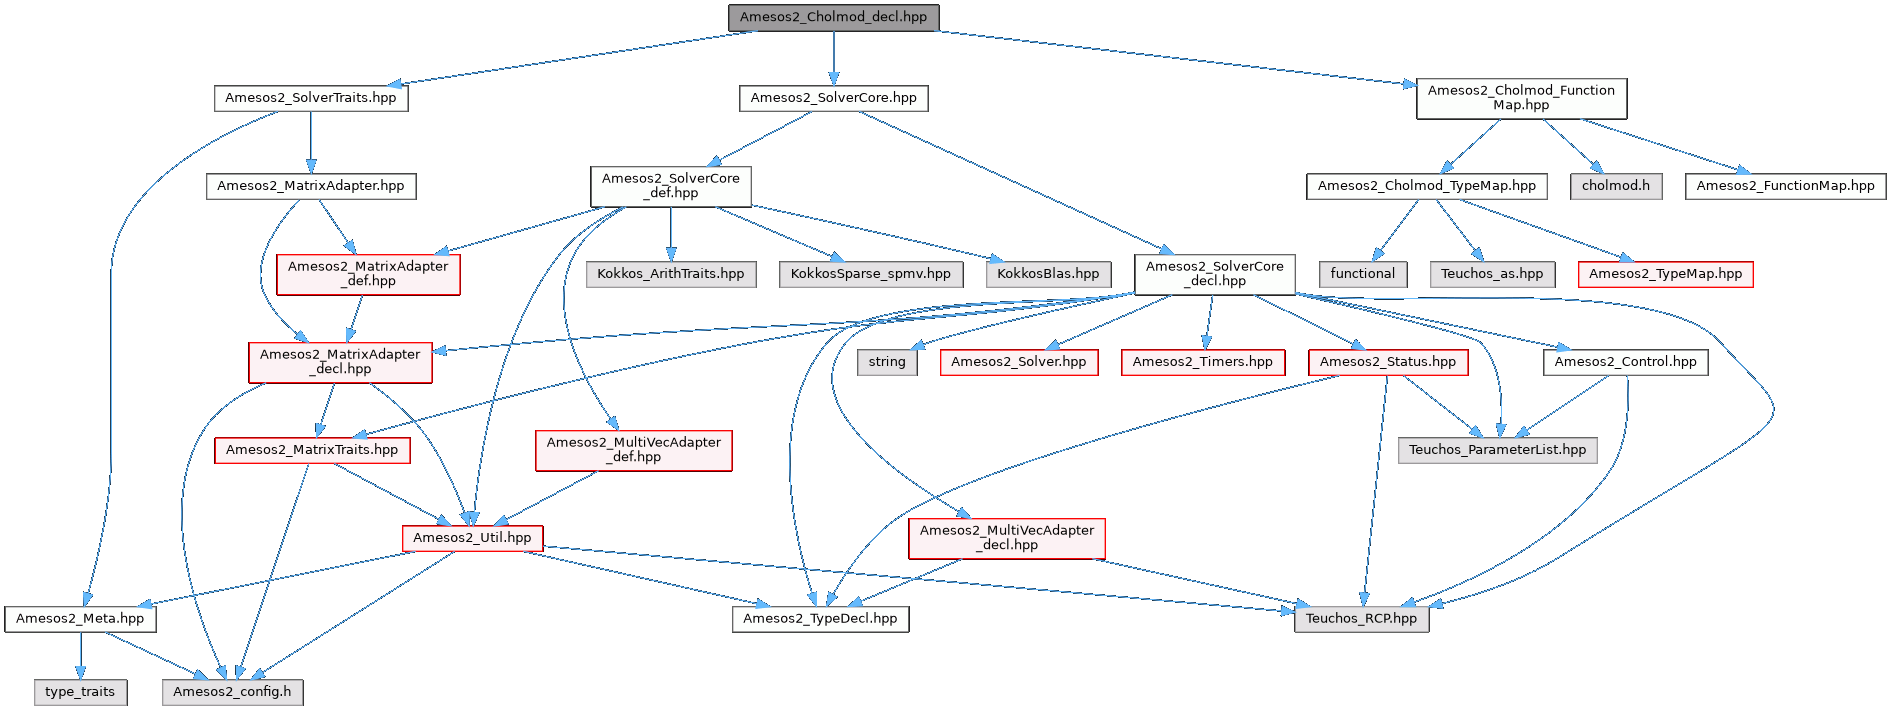 Amesos2_Cholmod_decl.hpp
Amesos2_SolverTraits.hpp
Amesos2_SolverCore.hpp
Amesos2_Cholmod_Function
Map.hpp
Amesos2_MatrixAdapter.hpp
Amesos2_SolverCore
_def.hpp
Amesos2_Cholmod_TypeMap.hpp
cholmod.h
Amesos2_FunctionMap.hpp
Amesos2_MatrixAdapter
_def.hpp
Kokkos_ArithTraits.hpp
KokkosSparse_spmv.hpp
KokkosBlas.hpp
Amesos2_SolverCore
_decl.hpp
functional
Teuchos_as.hpp
Amesos2_TypeMap.hpp
Amesos2_MatrixAdapter
_decl.hpp
string
Amesos2_Solver.hpp
Amesos2_Timers.hpp
Amesos2_Status.hpp
Amesos2_Control.hpp
Amesos2_MatrixTraits.hpp
Amesos2_MultiVecAdapter
_def.hpp
Teuchos_ParameterList.hpp
Amesos2_Util.hpp
Amesos2_MultiVecAdapter
_decl.hpp
Amesos2_Meta.hpp
Amesos2_TypeDecl.hpp
Teuchos_RCP.hpp
type_traits
Amesos2_config.h